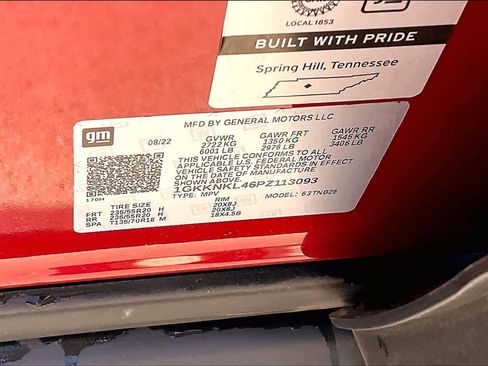 LOCAL 1853
BUILT WITH PRIDE
Spring Hill, Tennessee
MFD BY GENERAL MOTORS LLC
gm
08/22 GVWR GAWR FRT GAWR RR
2722 KG 1350 KG 1545 KG
6001 LB 2976 LB 3406 LB
THIS VEHICLE CONFORMS TO ALL
APPLICABLE U.S. FEDERAL MOTOR
VEHICLE SAFETY STANDARDS IN EFFECT
ON THE DATE OF MANUFACTURE SHOWN ABOVE.
1GKKNKL46PZ113093
TYPE: MPV MODEL: 63TNB26
170H
TIRE SIZE RIM
FRT 235/55R20 H 20X8J
RR 235/55R20 H 20X8J
SPA T135/70R18 M 18X4.5B